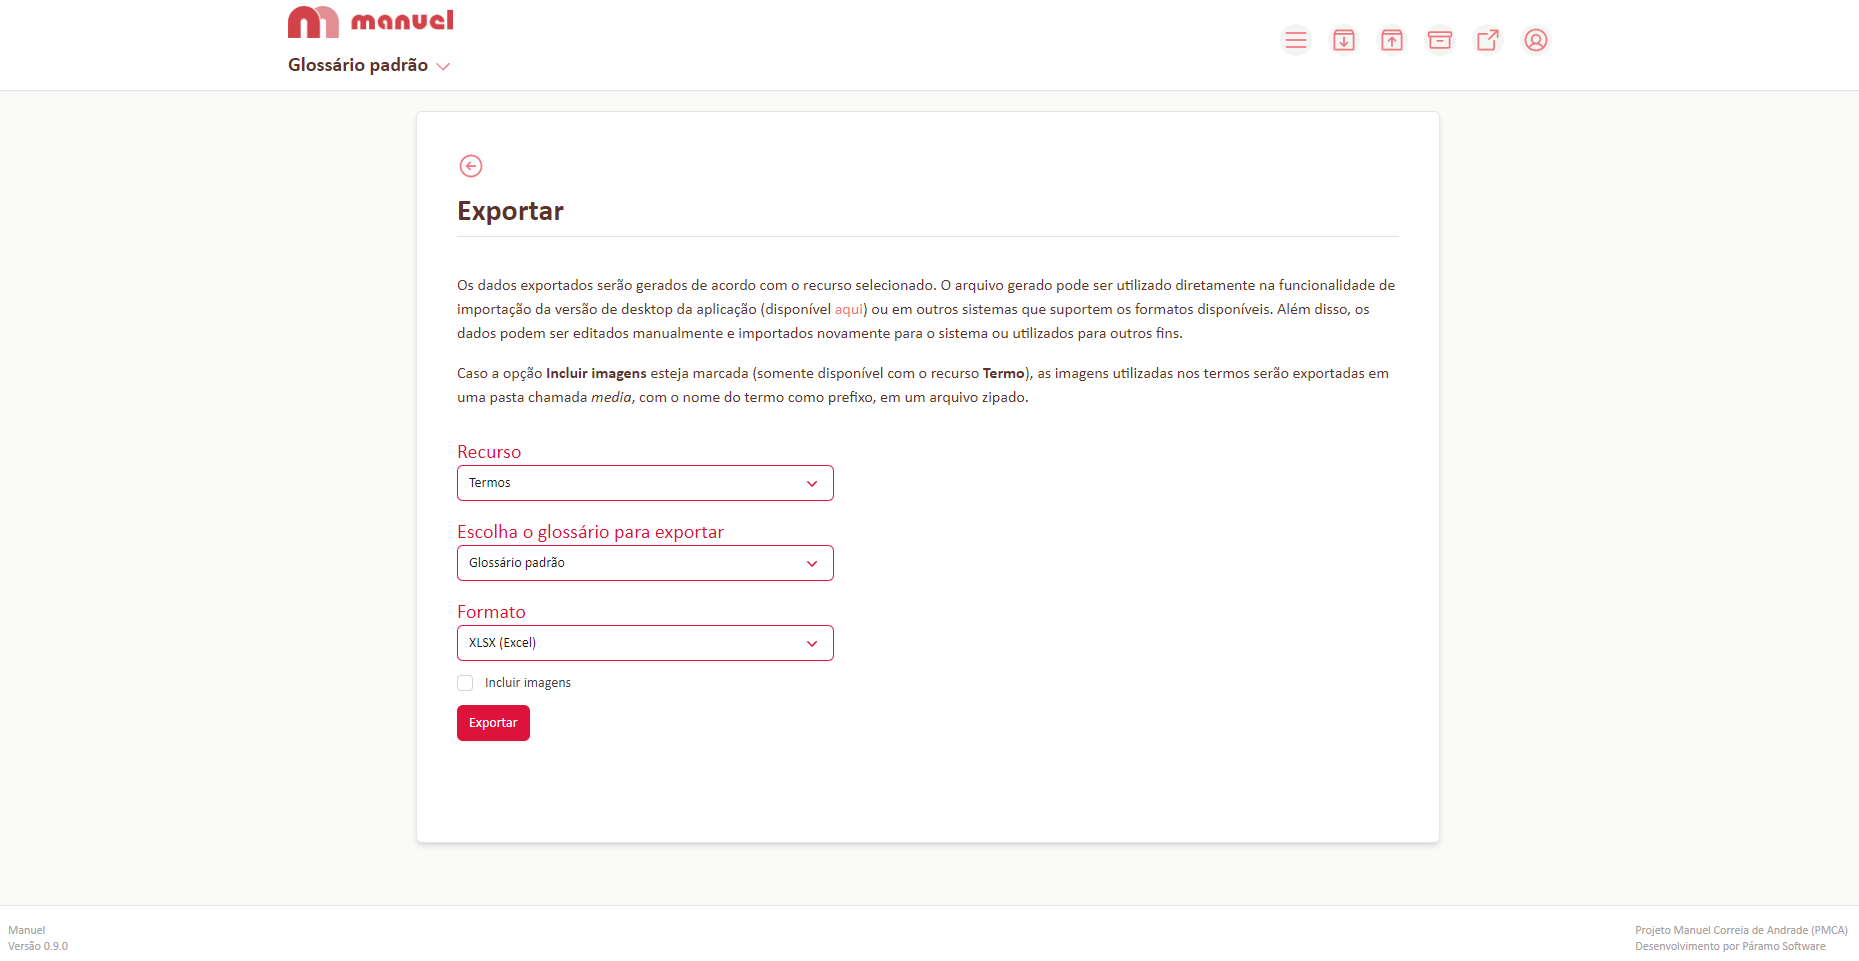 manuel
Glossário padrão
Exportar
Os dados exportados serão gerados de acordo com o recurso selecionado. O arquivo gerado pode ser utilizado diretamente na funcionalidade de
importação da versão de desktop da aplicação (disponível aqui) ou em outros sistemas que suportem os formatos disponíveis. Além disso, os
dados podem ser editados manualmente e importados novamente para o sistema ou utilizados para outros fins.
Caso a opção Incluir imagens esteja marcada (somente disponível com o recurso Termo), as imagens utilizadas nos termos serão exportadas em
uma pasta chamada media, com o nome do termo como prefixo, em um arquivo zipado.
Recurso
Termos
Escolha o glossário para exportar
Glossário padrão
Formato
XLSX (Excel)
Incluir imagens
Exportar
Manuel
Versão 0.9.0
Projeto Manuel Correia de Andrade (PMCA)
Desenvolvimento por Páramo Software